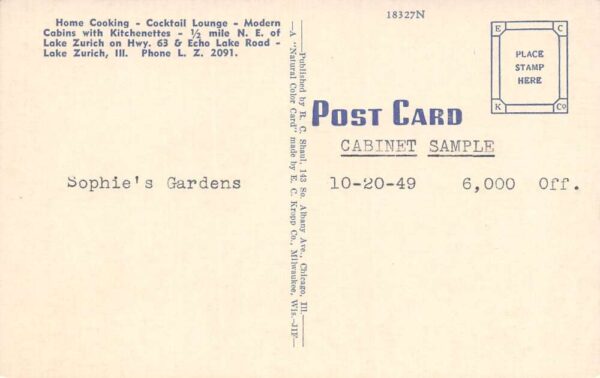 Home Cooking - Cocktail Lounge - Modern
Cabins with Kitchenettes - ½ mile N. E. of
Lake Zurich on Hwy. 63 & Echo Lake Road -
Lake Zurich, Ill. Phone L. Z. 2091.
18327N
E C
PLACE
STAMP
HERE
K Co
POST CARD
CABINET SAMPLE
Sophie's Gardens
10-20-49 6,000 Off.
Published by R. C. Shaul, 143 So. Albany Ave., Chicago, Ill.
—A "Natural Color Card" made by E. C. Kropp Co., Milwaukee, Wis.-J1F—